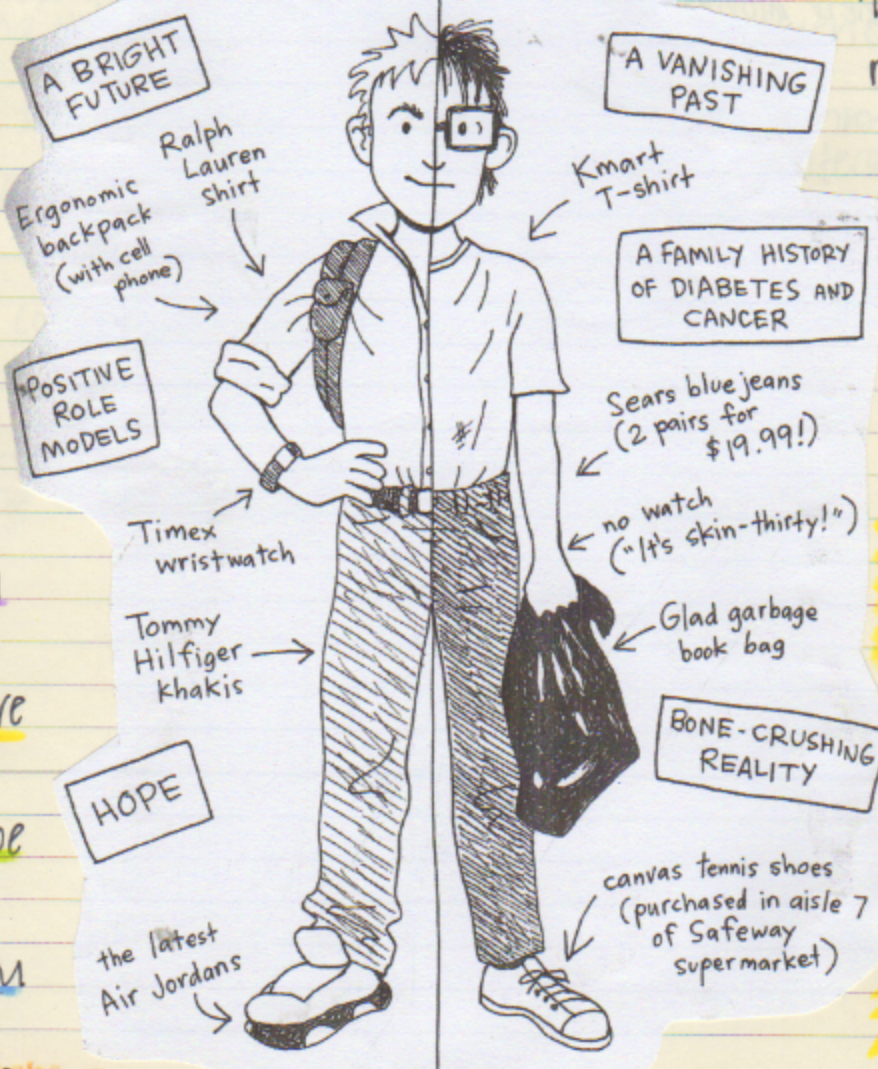 A BRIGHT
FUTURE
Ralph
Lauren
shirt
Ergonomic
backpack
(with cell
phone)
POSITIVE
ROLE
MODELS
Timex
wristwatch
Tommy
Hilfiger
khakis
HOPE
the latest
Air Jordans
A VANISHING
PAST
Kmart
T-shirt
A FAMILY HISTORY
OF DIABETES AND
CANCER
Sears blue jeans
(2 pairs for
$19.99!)
no watch
("It's skin-thirty!")
Glad garbage
book bag
BONE-CRUSHING
REALITY
canvas tennis shoes
(purchased in aisle 7
of Safeway
supermarket)